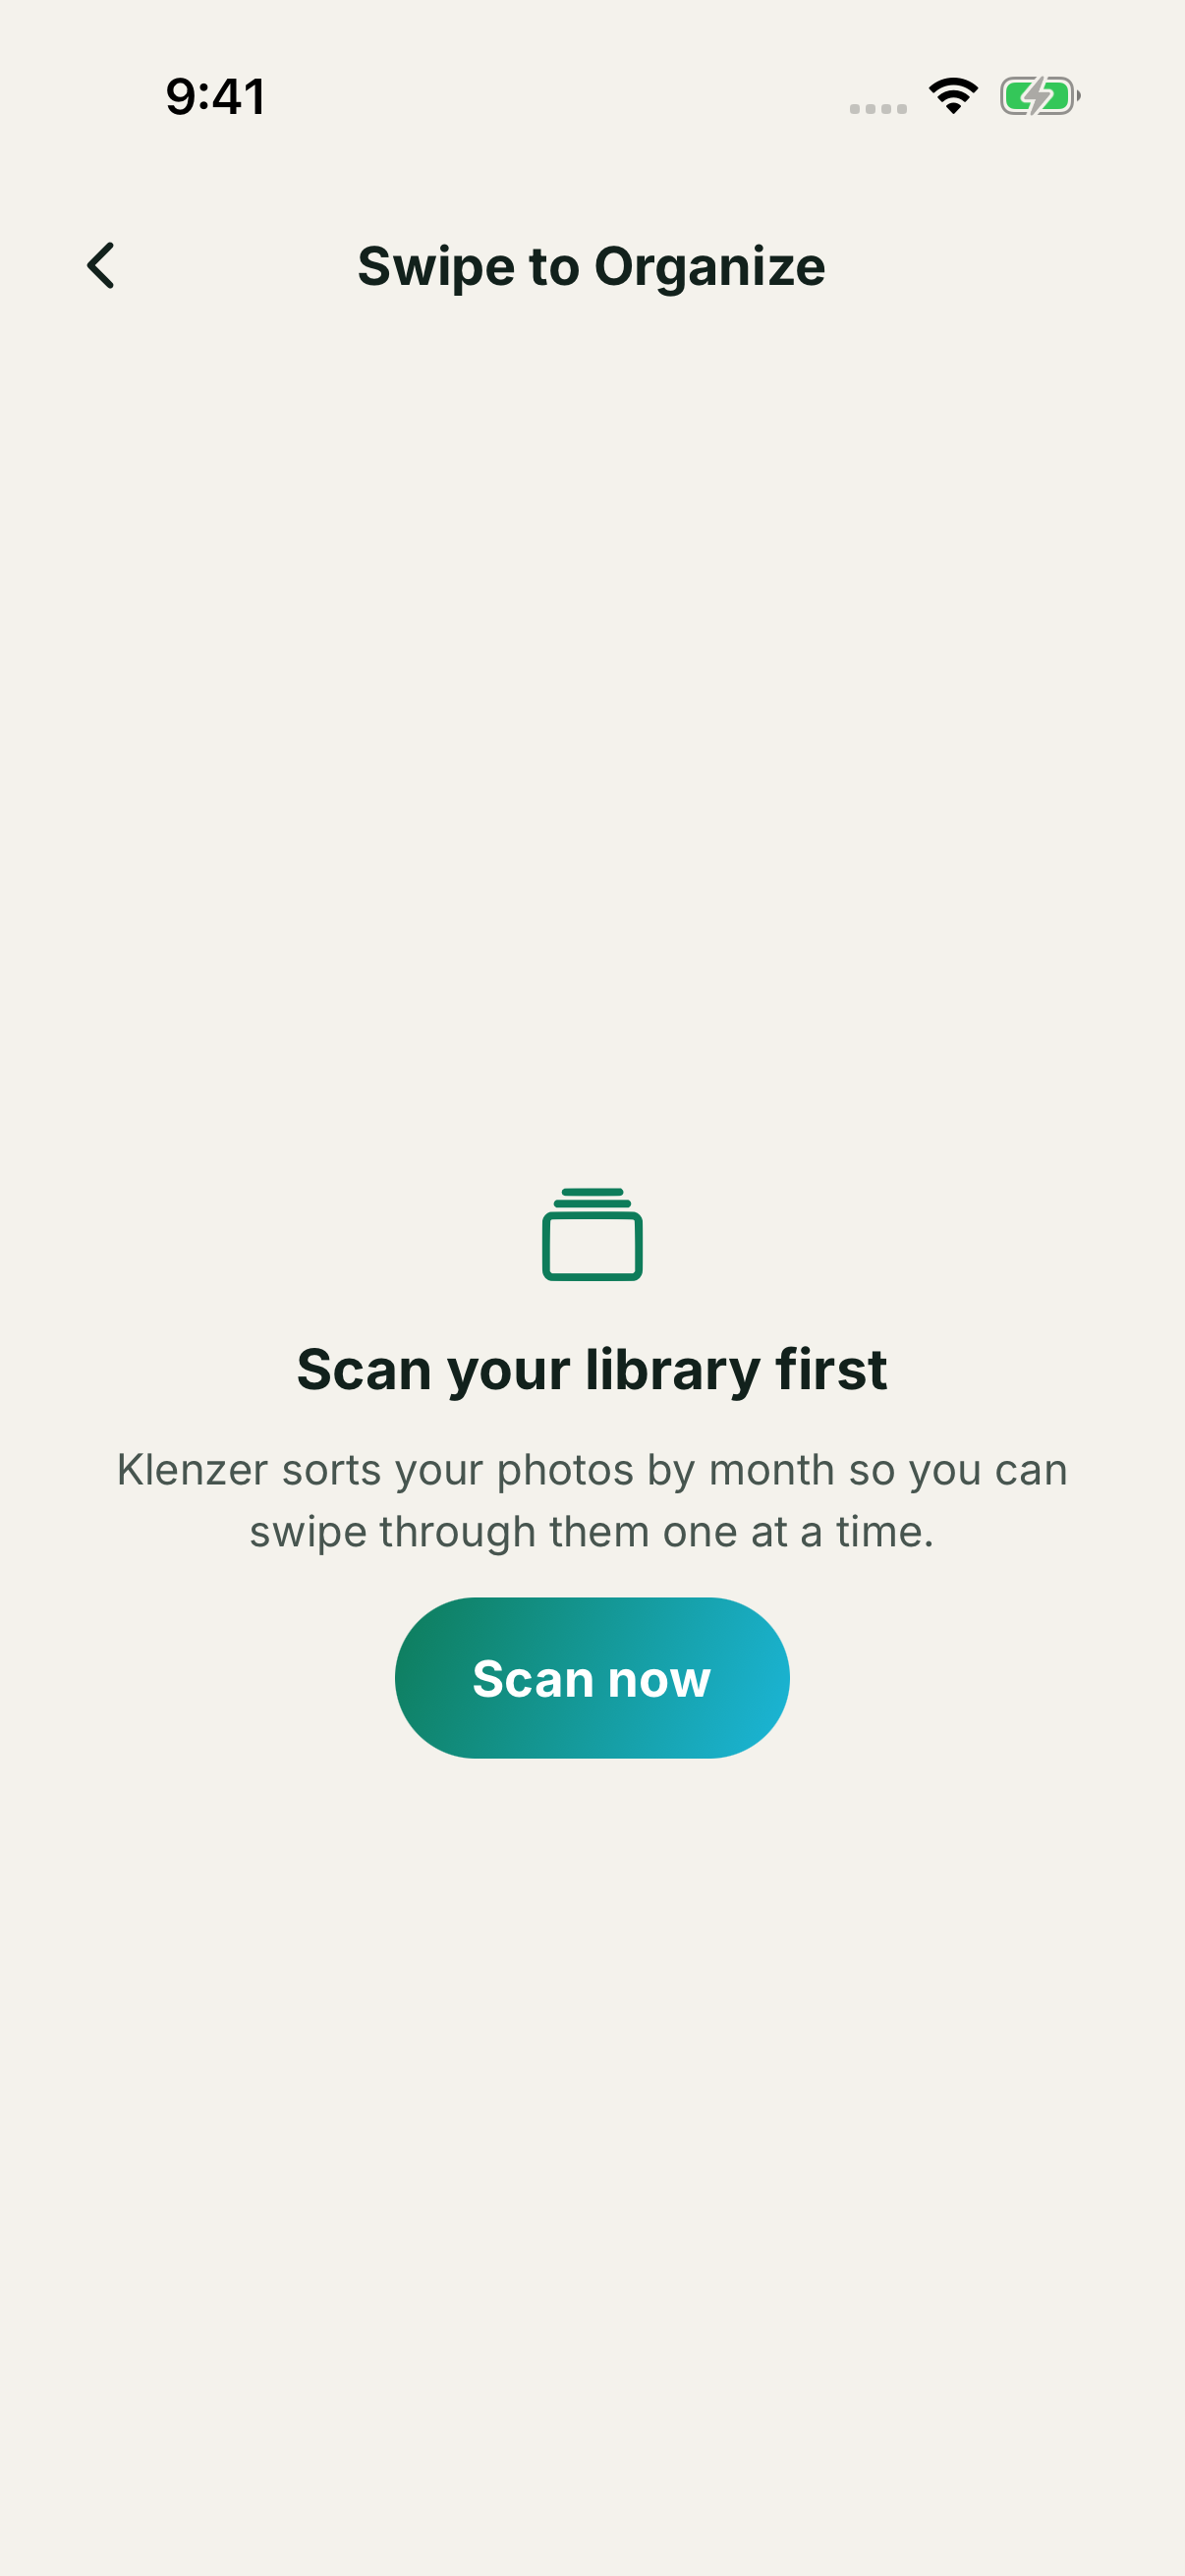 9:41
Swipe to Organize
Scan your library first
Klenzer sorts your photos by month so you can
swipe through them one at a time.
Scan now